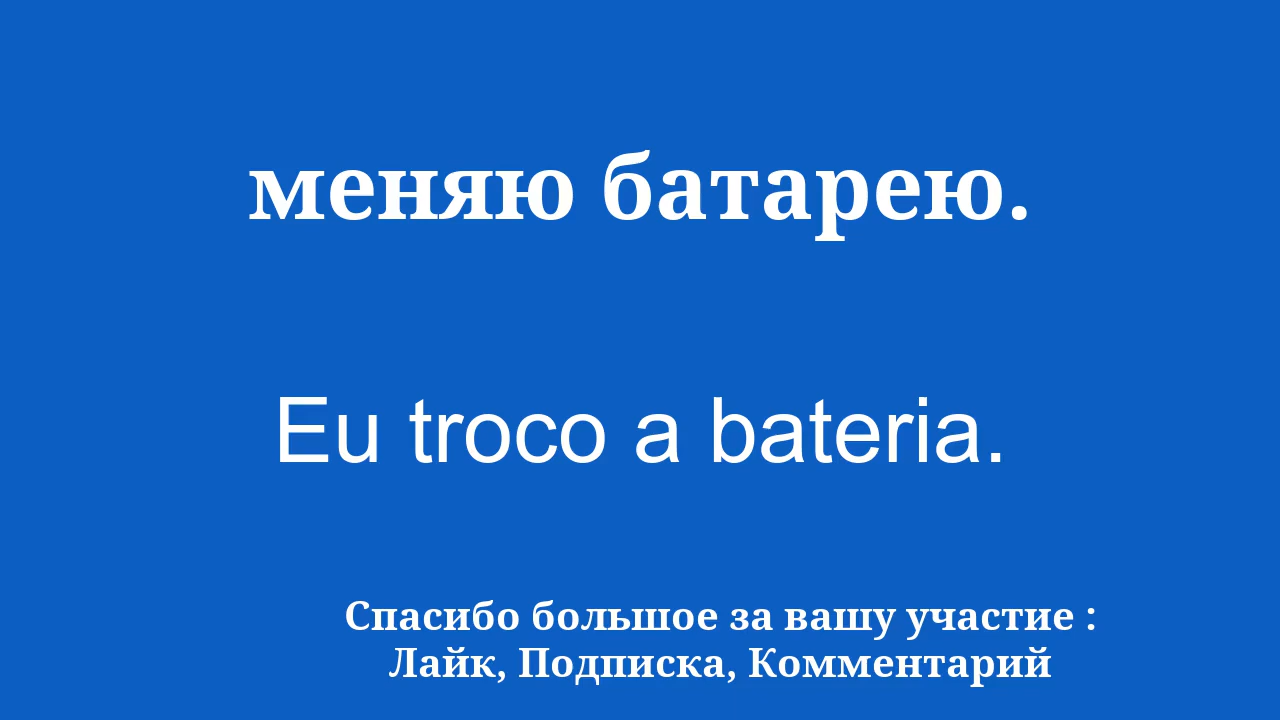 меняю батарею.
Eu troco a bateria.
Спасибо большое за вашу участие :
Лайк, Подписка, Комментарий